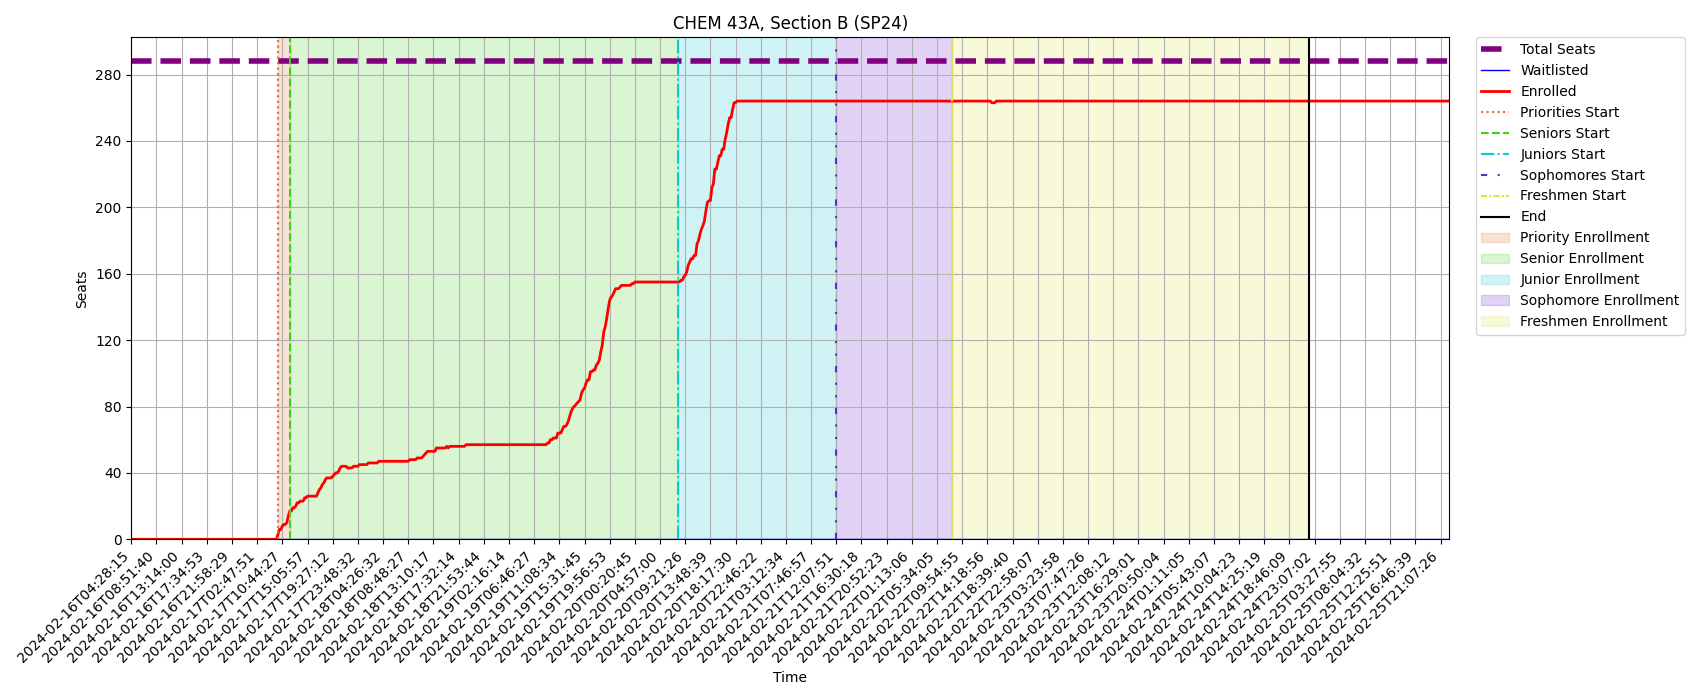 CHEM 43A, Section B (SP24)
Total Seats
Waitlisted
Enrolled
Priorities Start
Seniors Start
Juniors Start
Sophomores Start
Freshmen Start
End
Priority Enrollment
Senior Enrollment
Junior Enrollment
Sophomore Enrollment
Freshmen Enrollment
Seats
280
240
200
160
120
80
40
0
2024-02-16T04:28:15
2024-02-16T08:51:40
2024-02-16T13:14:00
2024-02-16T17:34:53
2024-02-16T21:58:29
2024-02-17T02:47:51
2024-02-17T10:44:27
2024-02-17T15:05:57
2024-02-17T19:27:12
2024-02-17T23:48:32
2024-02-18T04:26:32
2024-02-18T08:48:27
2024-02-18T13:10:17
2024-02-18T17:32:14
2024-02-18T21:53:44
2024-02-19T02:16:14
2024-02-19T06:46:27
2024-02-19T11:08:34
2024-02-19T15:31:45
2024-02-19T19:56:53
2024-02-20T00:20:45
2024-02-20T04:57:00
2024-02-20T09:21:26
2024-02-20T13:48:39
2024-02-20T18:17:30
2024-02-20T22:46:22
2024-02-21T03:12:34
2024-02-21T07:46:57
2024-02-21T12:07:51
2024-02-21T16:30:18
2024-02-21T20:52:23
2024-02-22T01:13:06
2024-02-22T05:34:05
2024-02-22T09:54:55
2024-02-22T14:18:56
2024-02-22T18:39:40
2024-02-22T22:58:07
2024-02-23T03:23:58
2024-02-23T07:47:26
2024-02-23T12:08:12
2024-02-23T16:29:01
2024-02-23T20:50:04
2024-02-24T01:11:05
2024-02-24T05:43:07
2024-02-24T10:04:23
2024-02-24T14:25:19
2024-02-24T18:46:09
2024-02-24T23:07:02
2024-02-25T03:27:55
2024-02-25T08:04:32
2024-02-25T12:25:51
2024-02-25T16:46:39
2024-02-25T21:07:26
Time